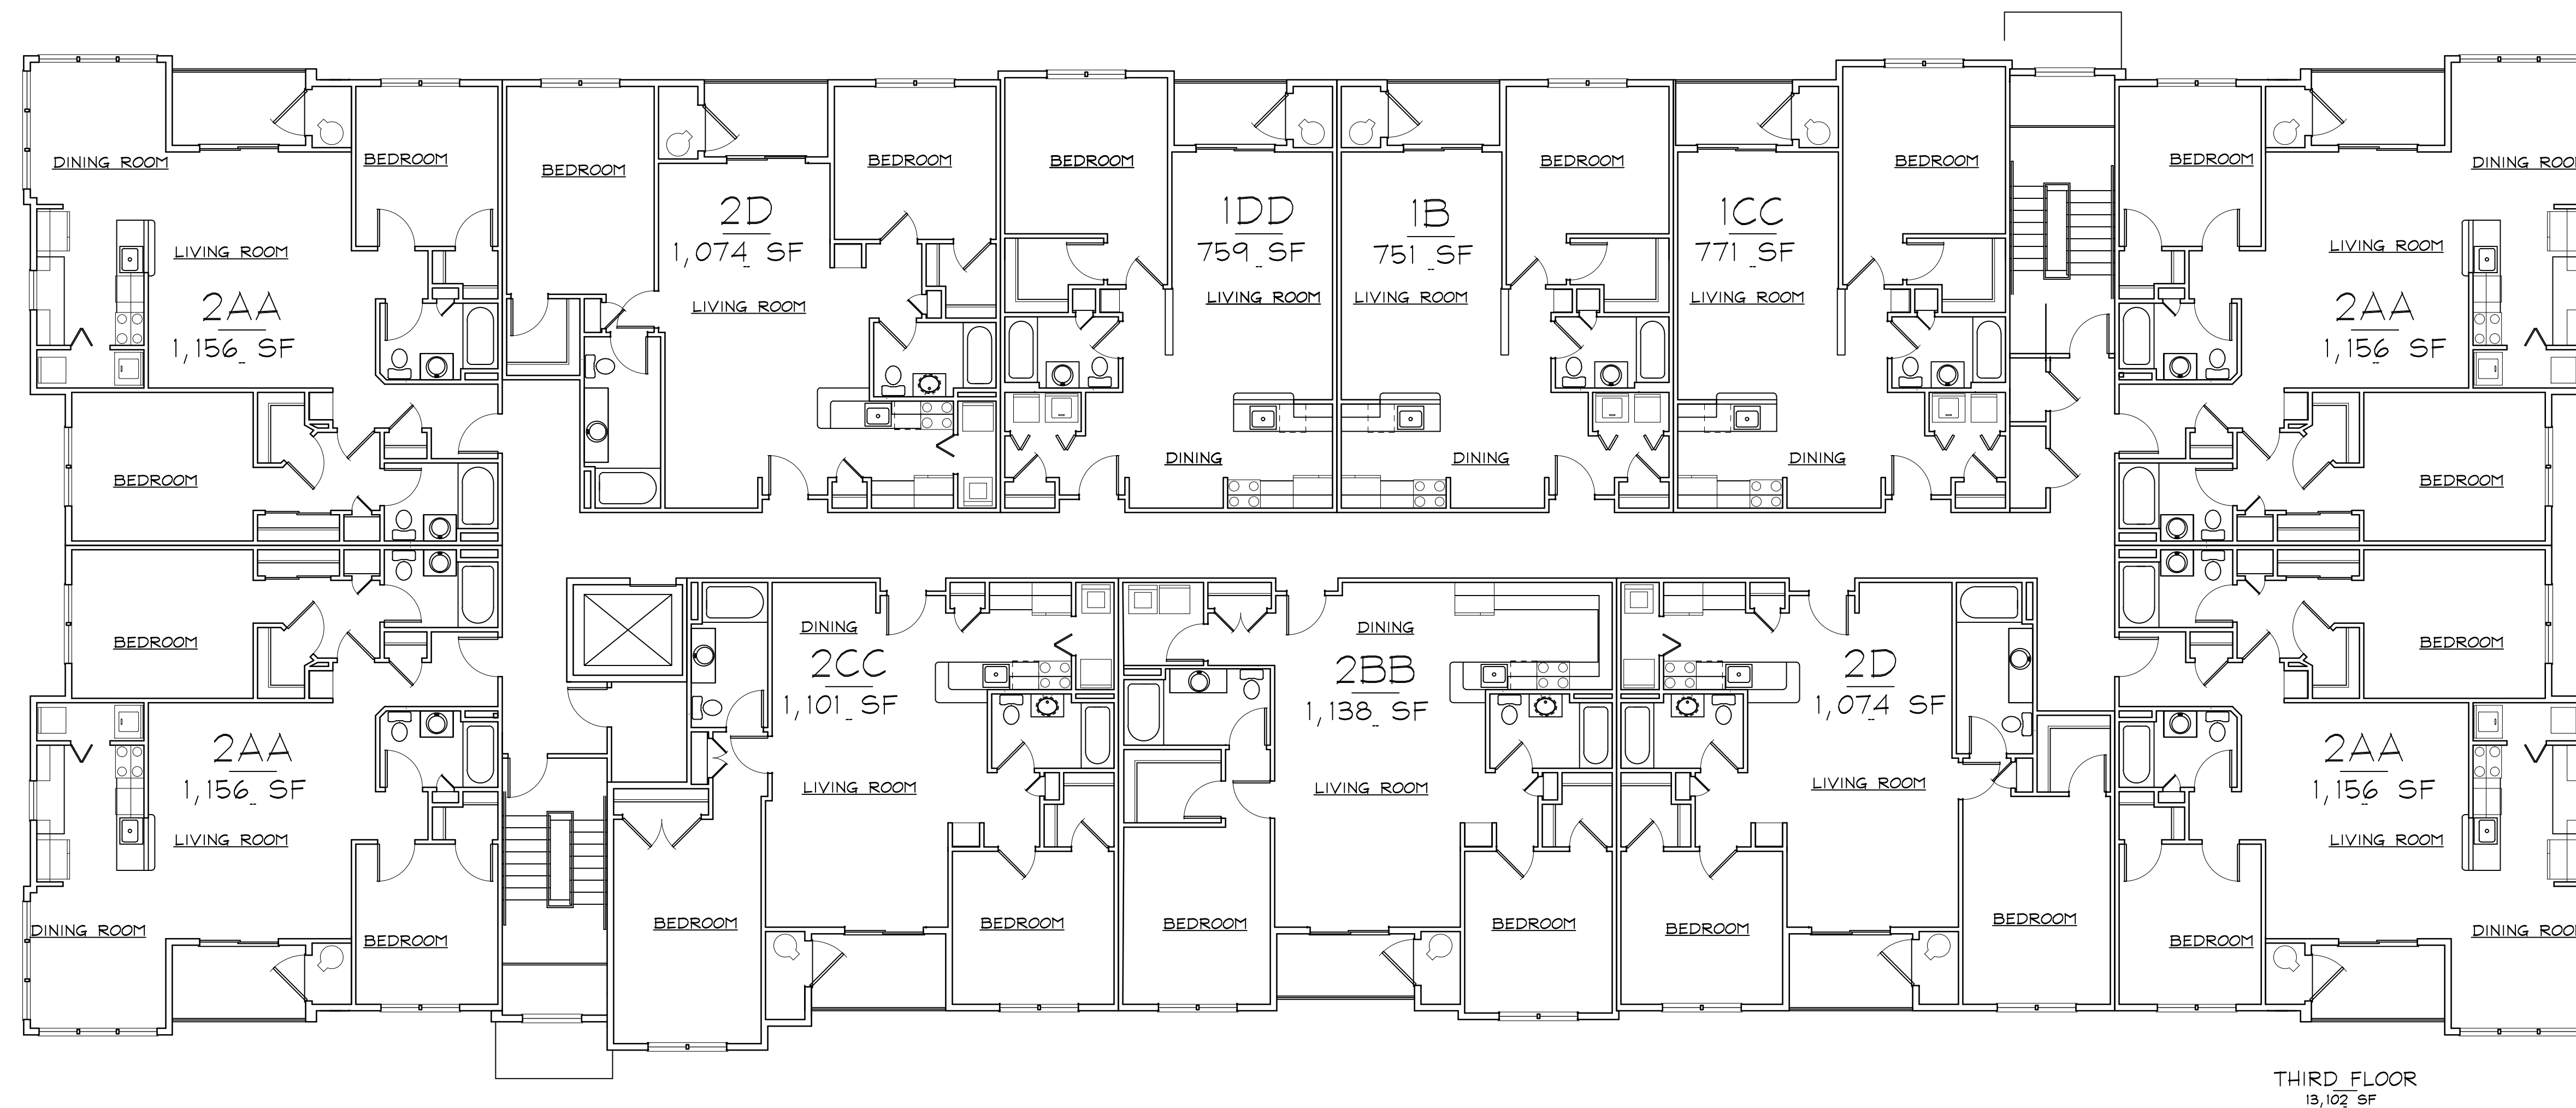 DINING ROOM
BEDROOM
LIVING ROOM
2AA
1,156 SF
BEDROOM
BEDROOM
2D
1,074 SF
LIVING ROOM
BEDROOM
BEDROOM
1DD
759 SF
LIVING ROOM
DINING
1B
751 SF
LIVING ROOM
DINING
BEDROOM
1CC
771 SF
LIVING ROOM
DINING
BEDROOM
BEDROOM
LIVING ROOM
2AA
1,156 SF
DINING ROO
BEDROOM
BEDROOM
2AA
1,156 SF
LIVING ROOM
DINING ROOM
BEDROOM
DINING
2CC
1,101 SF
LIVING ROOM
BEDROOM
BEDROOM
DINING
2BB
1,138 SF
LIVING ROOM
BEDROOM
BEDROOM
2D
1,074 SF
LIVING ROOM
BEDROOM
BEDROOM
BEDROOM
2AA
1,156 SF
LIVING ROOM
DINING ROO
BEDROOM
THIRD FLOOR
13,102 SF